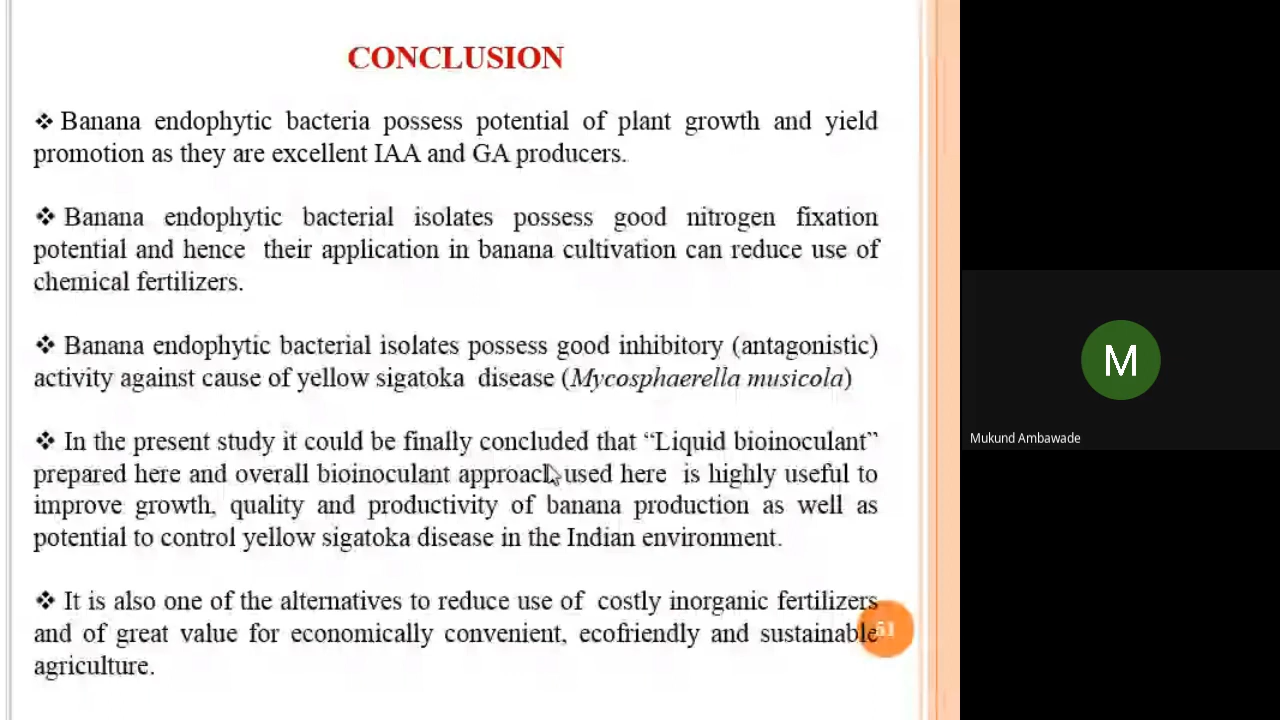 CONCLUSION
❖ Banana endophytic bacteria possess potential of plant growth and yield
promotion as they are excellent IAA and GA producers.
❖ Banana endophytic bacterial isolates possess good nitrogen fixation
potential and hence their application in banana cultivation can reduce use of
chemical fertilizers.
❖ Banana endophytic bacterial isolates possess good inhibitory (antagonistic)
activity against cause of yellow sigatoka disease (Mycosphaerella musicola)
❖ In the present study it could be finally concluded that “Liquid bioinoculant”
prepared here and overall bioinoculant approach used here is highly useful to
improve growth, quality and productivity of banana production as well as
potential to control yellow sigatoka disease in the Indian environment.
❖ It is also one of the alternatives to reduce use of costly inorganic fertilizers
and of great value for economically convenient, ecofriendly and sustainable
agriculture.
51
M
Mukund Ambawade